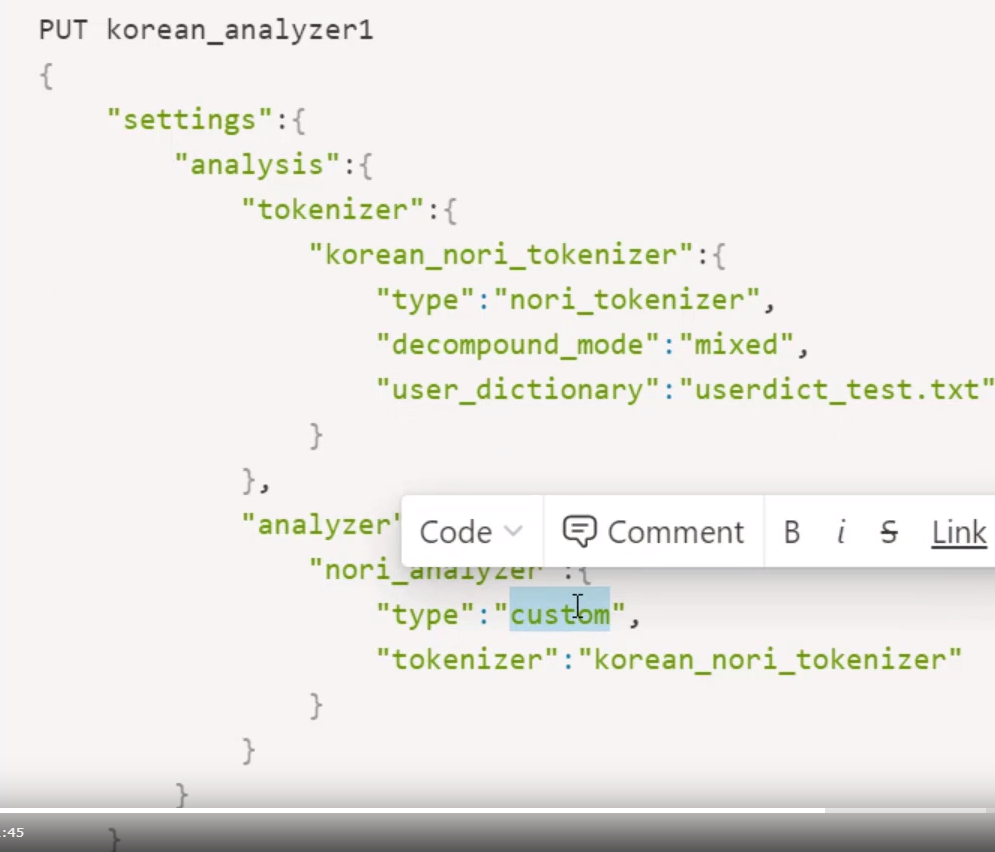 PUT korean_analyzer1
{
"settings":{
"analysis":{
"tokenizer":{
"korean_nori_tokenizer":{
"type":"nori_tokenizer",
"decompound_mode":"mixed",
"user_dictionary":"userdict_test.txt"
}
},
"analyzer"
Code Comment B i S Link
"nori_analyzer":{
"type":"custom",
"tokenizer":"korean_nori_tokenizer"
}
}
}
}
:45